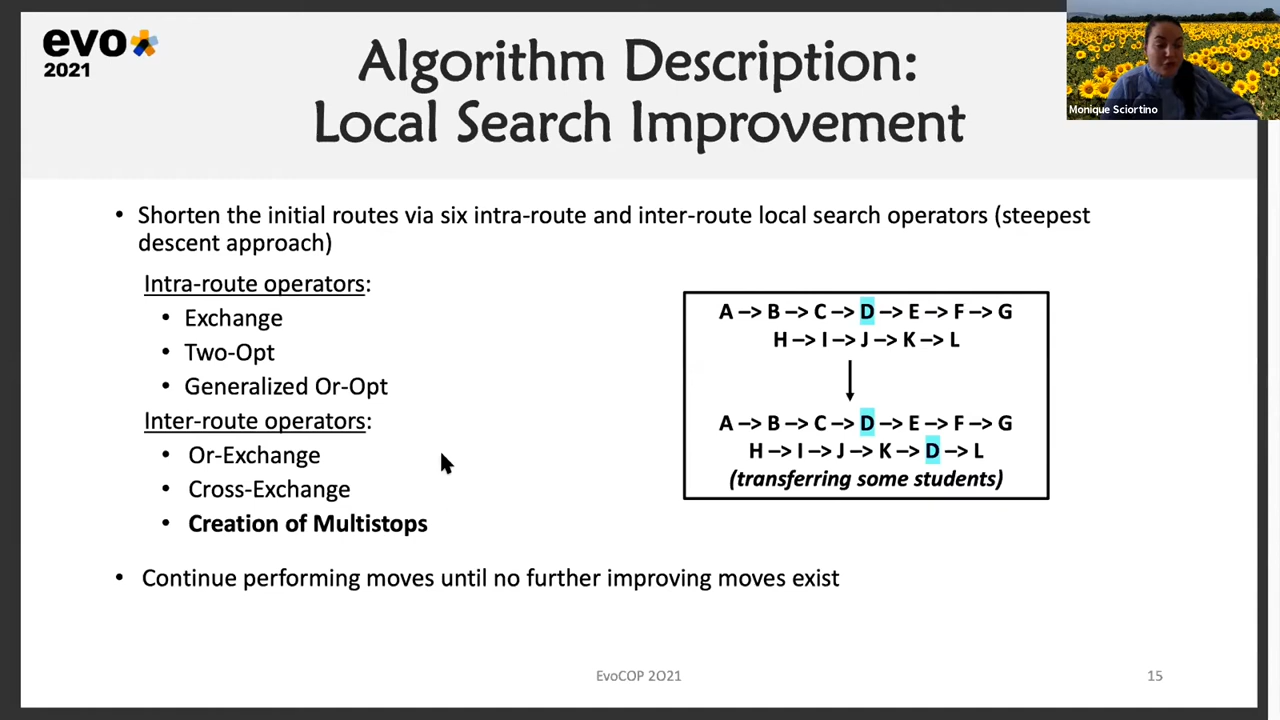 evo
2021
Algorithm Description:
Local Search Improvement
Monique Sciortino
• Shorten the initial routes via six intra-route and inter-route local search operators (steepest
descent approach)
Intra-route operators:
• Exchange
• Two-Opt
• Generalized Or-Opt
Inter-route operators:
• Or-Exchange
• Cross-Exchange
• Creation of Multistops
A –> B –> C –> D –> E –> F –> G
H –> I –> J –> K –> L
A –> B –> C –> D –> E –> F –> G
H –> I –> J –> K –> D –> L
(transferring some students)
• Continue performing moves until no further improving moves exist
EvoCOP 2O21
15